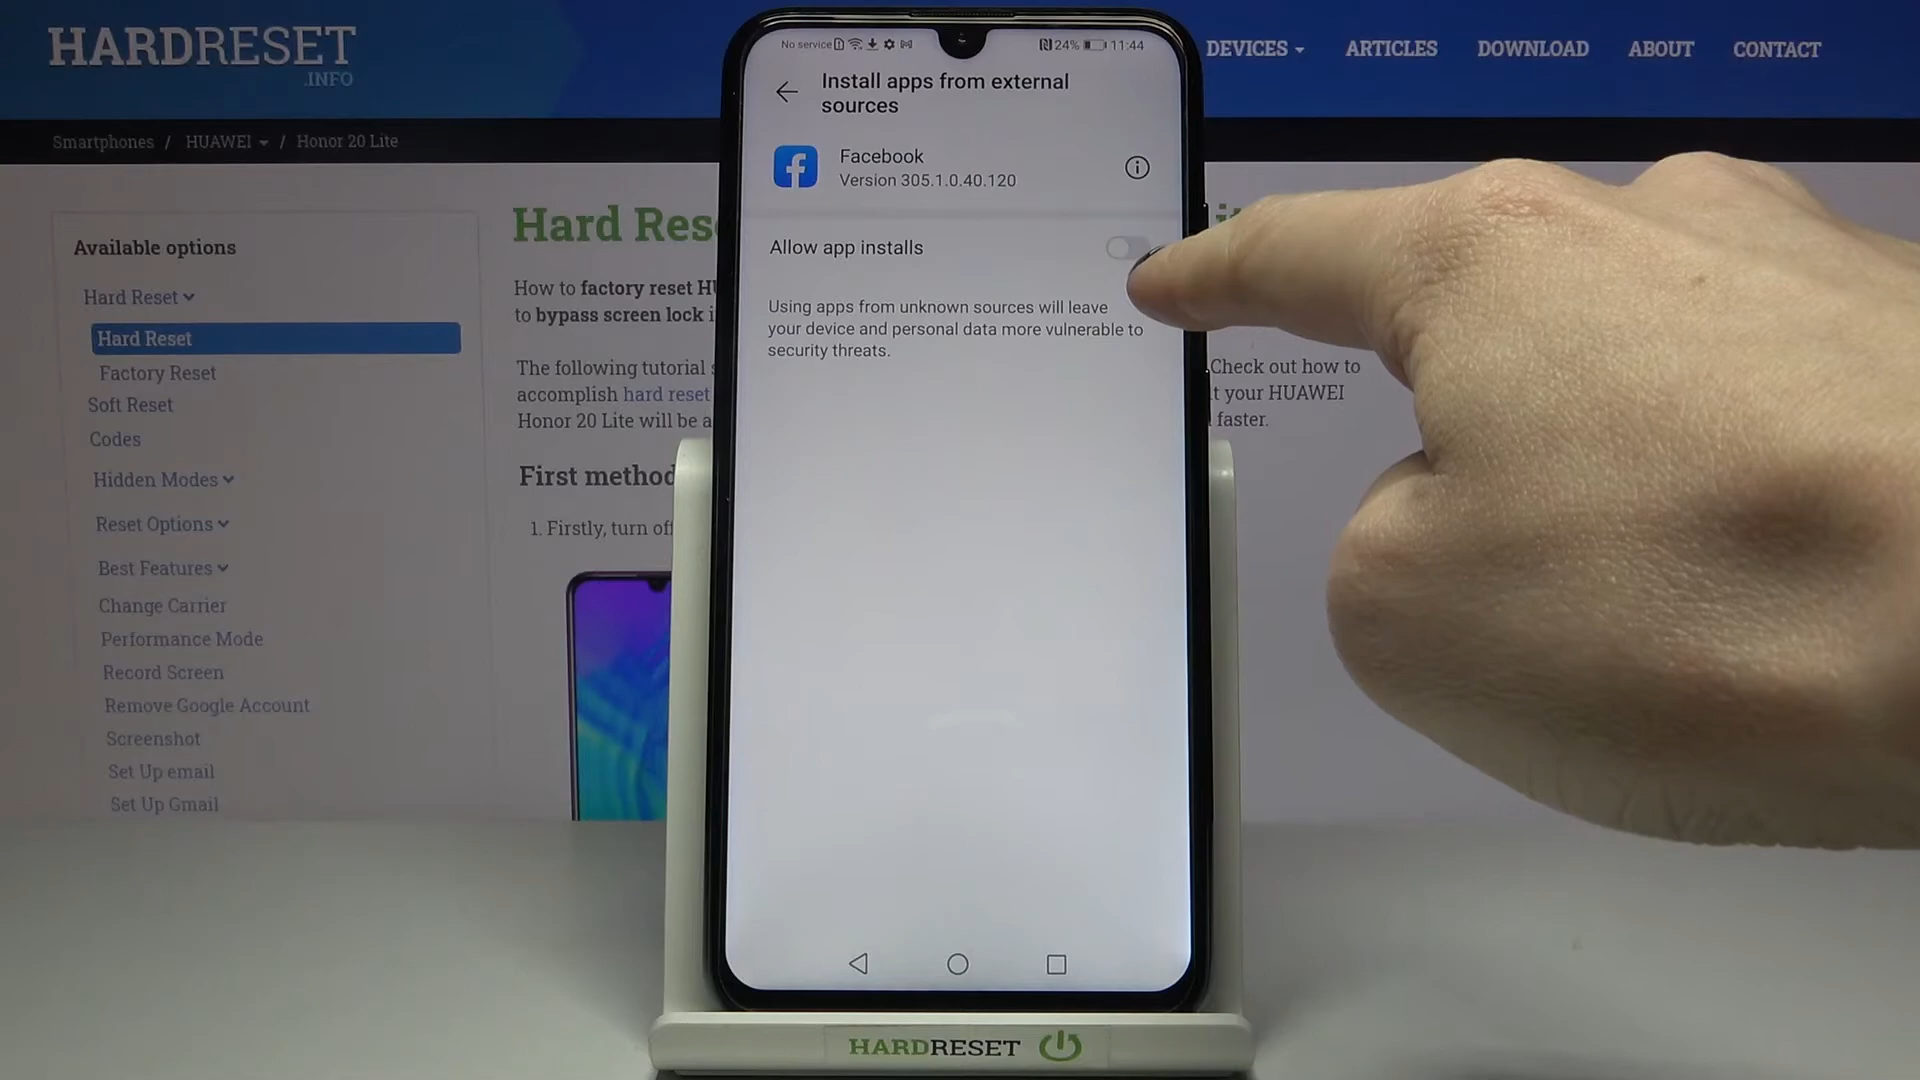 HARDRESET
.INFO
DEVICES
ARTICLES
DOWNLOAD
ABOUT
CONTACT
Smartphones / HUAWEI / Honor 20 Lite
Available options
Hard Reset
Hard Reset
Factory Reset
Soft Reset
Codes
Hidden Modes
Reset Options
Best Features
Change Carrier
Performance Mode
Record Screen
Remove Google Account
Screenshot
Set Up email
Set Up Gmail
Hard Res
How to factory reset HU
to bypass screen lock i
The following tutorial s
accomplish hard reset
Honor 20 Lite will be a
Check out how to
t your HUAWEI
faster.
First method
1. Firstly, turn off
No service 24% 11:44
Install apps from external
sources
Facebook
Version 305.1.0.40.120
Allow app installs
Using apps from unknown sources will leave
your device and personal data more vulnerable to
security threats.
HARDRESET